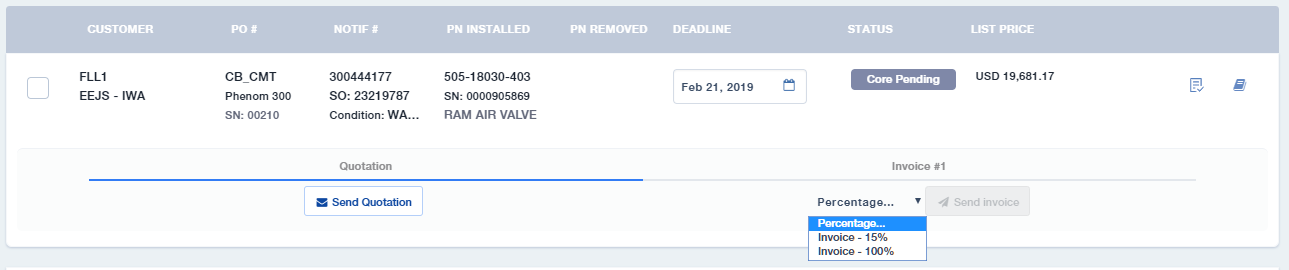 CUSTOMER PO # NOTIF # PN INSTALLED PN REMOVED DEADLINE STATUS LIST PRICE
FLL1 CB_CMT 300444177 505-18030-403 Core Pending USD 19,681.17
EEJS - IWA Phenom 300 SO: 23219787 SN: 0000905869 Feb 21, 2019
SN: 00210 Condition: WA... RAM AIR VALVE
Quotation Invoice #1
Send Quotation Percentage... Send invoice
Percentage...
Invoice - 15%
Invoice - 100%